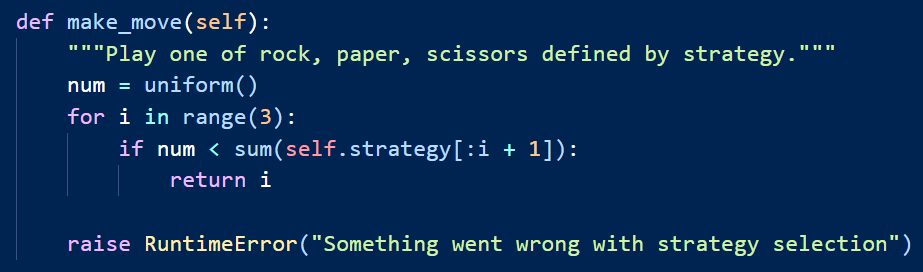 def make_move(self):
    """Play one of rock, paper, scissors defined by strategy."""
    num = uniform()
    for i in range(3):
        if num < sum(self.strategy[:i + 1]):
            return i
    raise RuntimeError("Something went wrong with strategy selection")